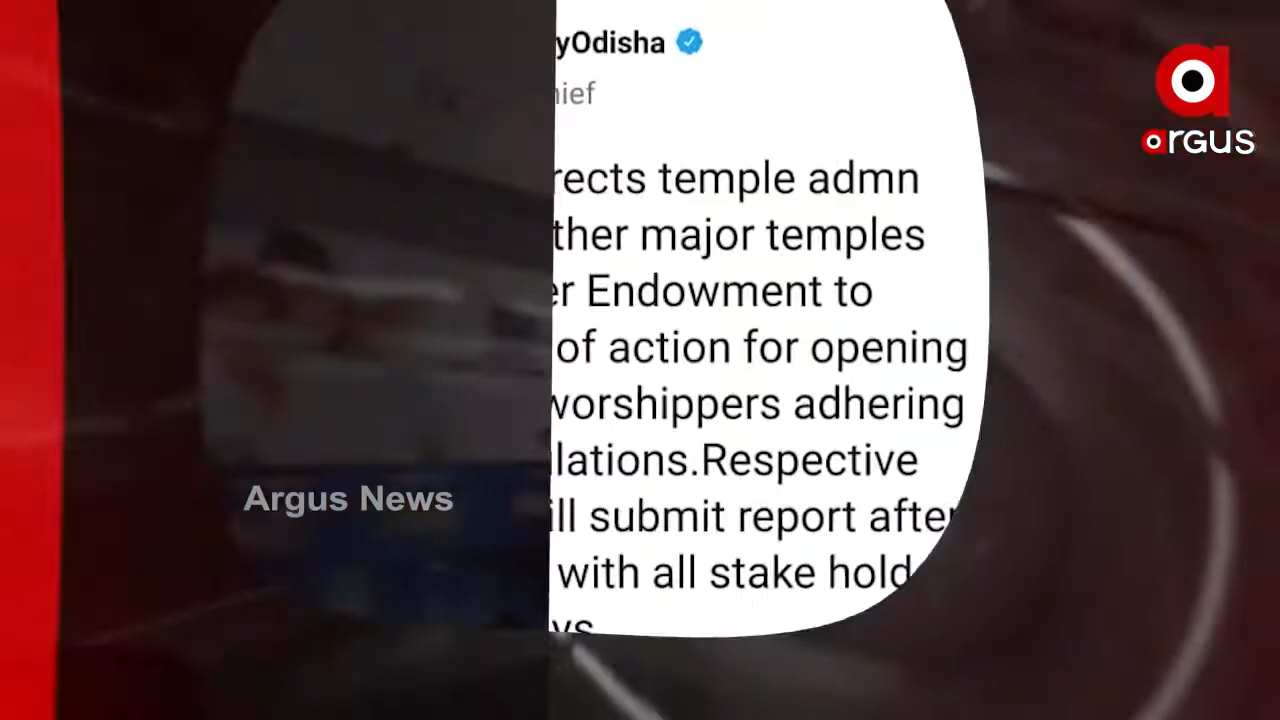 yOdisha
hief
rects temple admn
ther major temples
er Endowment to
of action for opening
worshippers adhering
lations.Respective
ill submit report after
with all stake hold
ys
argus
Argus News